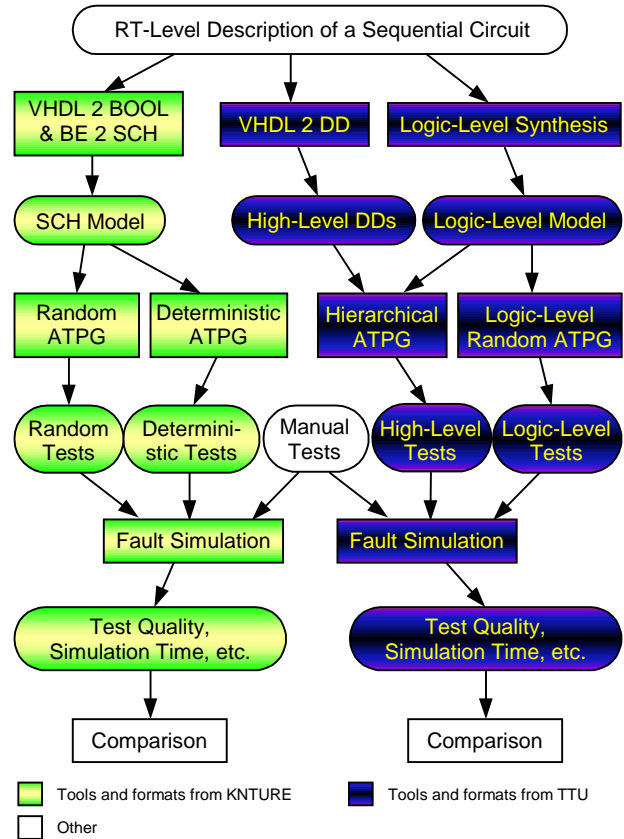 RT-Level Description of a Sequential Circuit
VHDL 2 BOOL
& BE 2 SCH
VHDL 2 DD
Logic-Level Synthesis
SCH Model
High-Level DDs
Logic-Level Model
Random
ATPG
Deterministic
ATPG
Hierarchical
ATPG
Logic-Level
Random ATPG
Random
Tests
Determini-
stic Tests
Manual
Tests
High-Level
Tests
Logic-Level
Tests
Fault Simulation
Fault Simulation
Test Quality,
Simulation Time, etc.
Test Quality,
Simulation Time, etc.
Comparison
Comparison
Tools and formats from KNTURE
Tools and formats from TTU
Other